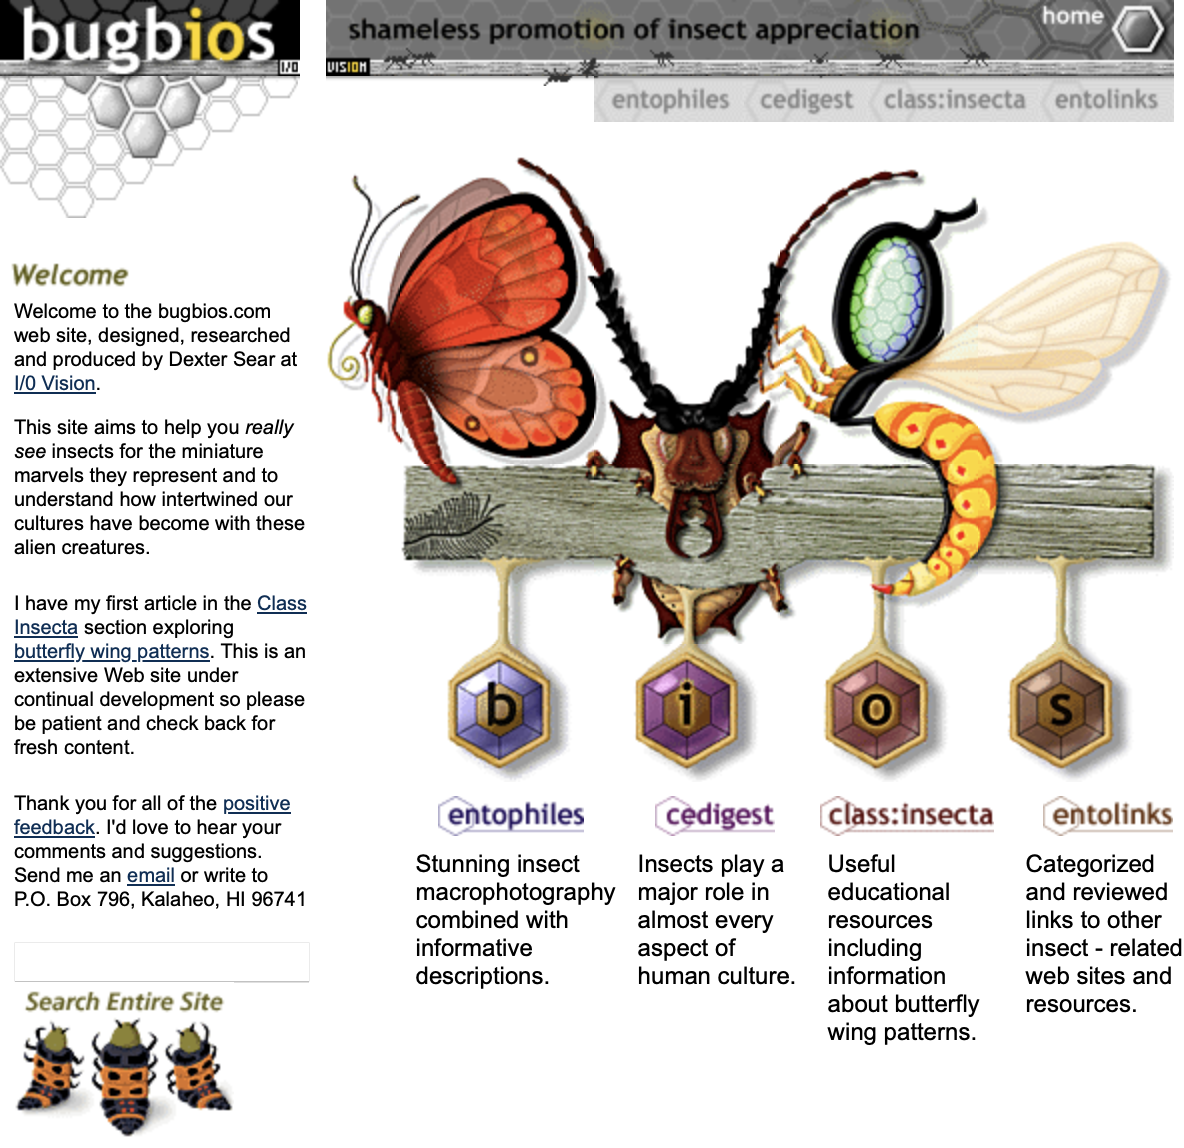 bugbios
I/O
VISION
shameless promotion of insect appreciation
home
entophiles
cedigest
class:insecta
entolinks
Welcome
Welcome to the bugbios.com
web site, designed, researched
and produced by Dexter Sear at
I/0 Vision.
This site aims to help you really
see insects for the miniature
marvels they represent and to
understand how intertwined our
cultures have become with these
alien creatures.
I have my first article in the Class
Insecta section exploring
butterfly wing patterns. This is an
extensive Web site under
continual development so please
be patient and check back for
fresh content.
Thank you for all of the positive
feedback. I'd love to hear your
comments and suggestions.
Send me an email or write to
P.O. Box 796, Kalaheo, HI 96741
Search Entire Site
b
i
o
s
entophiles
Stunning insect
macrophotography
combined with
informative
descriptions.
cedigest
Insects play a
major role in
almost every
aspect of
human culture.
class:insecta
Useful
educational
resources
including
information
about butterfly
wing patterns.
entolinks
Categorized
and reviewed
links to other
insect - related
web sites and
resources.